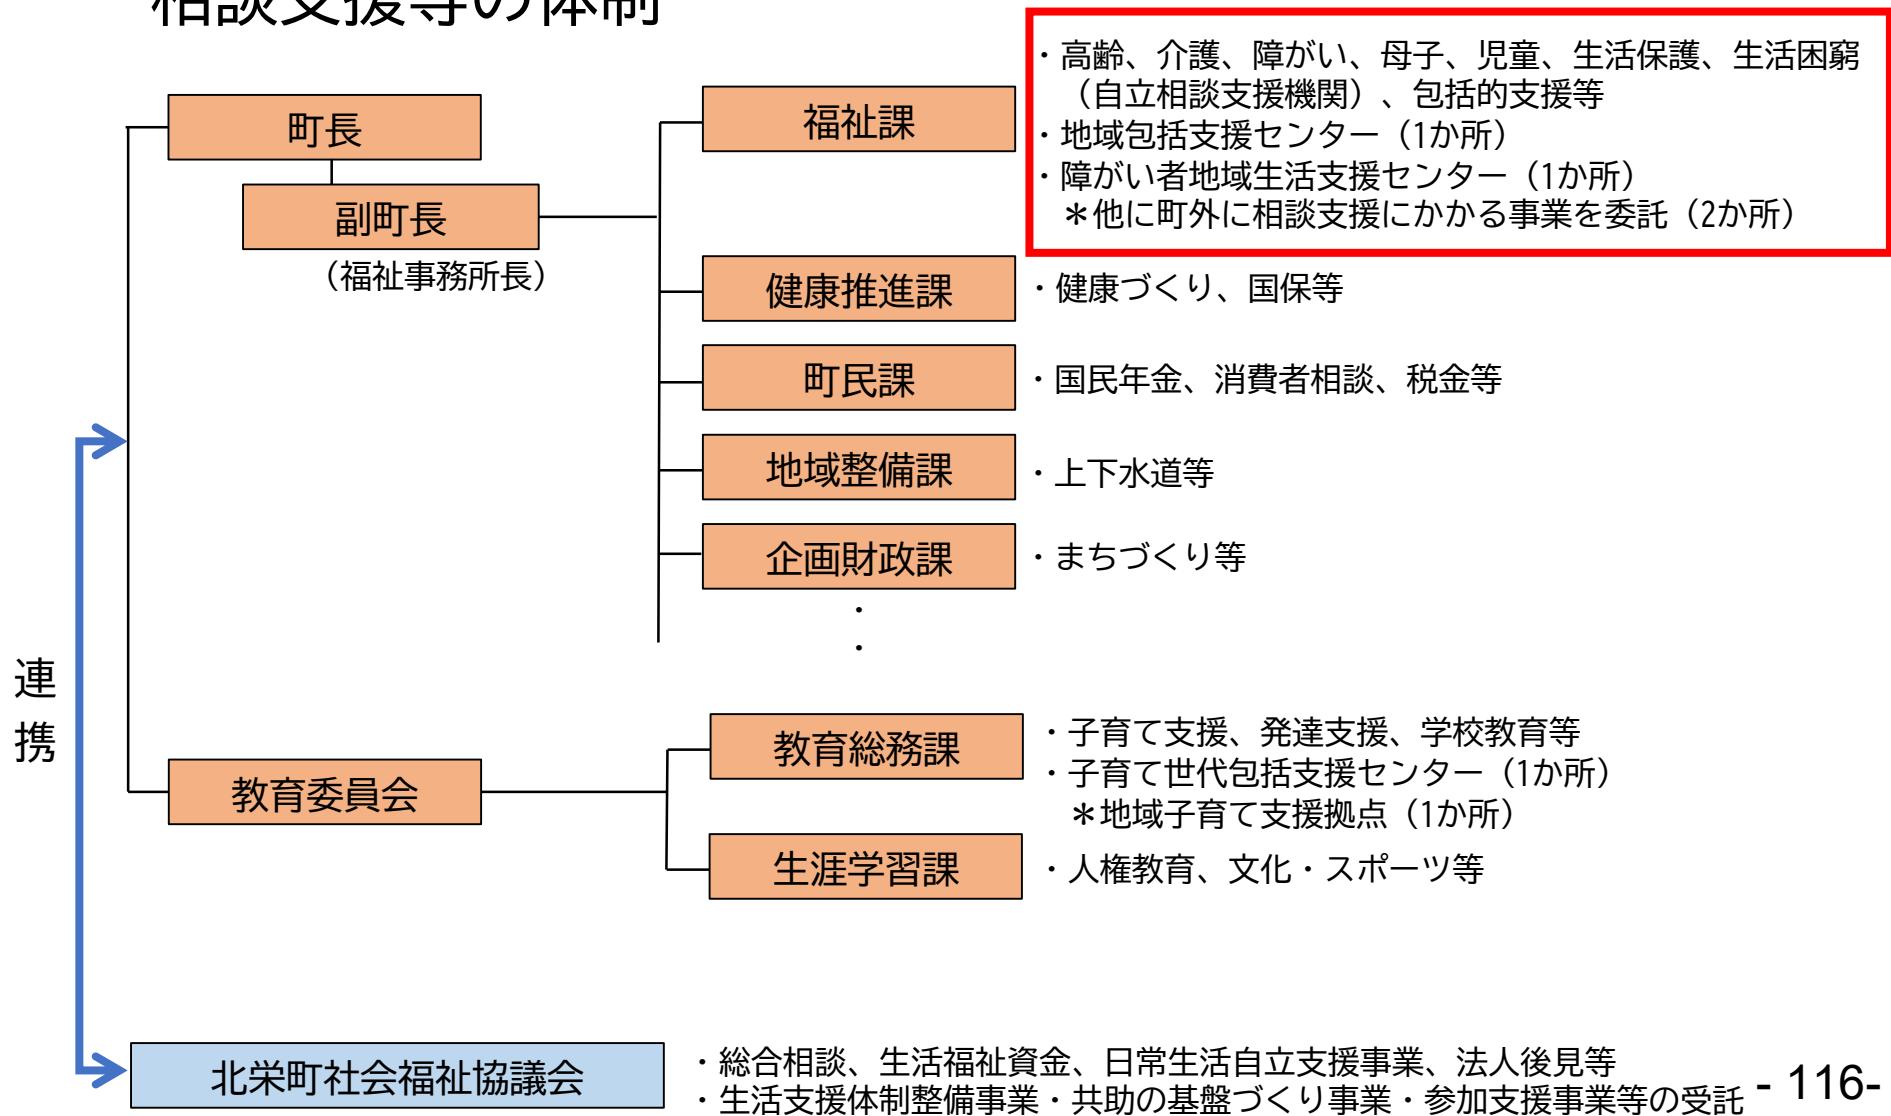 相談支援等の体制
町長
副町長
(福祉事務所長)
福祉課
・高齢、介護、障がい、母子、児童、生活保護、生活困窮
(自立相談支援機関)、包括的支援等
・地域包括支援センター(1か所)
・障がい者地域生活支援センター(1か所)
＊他に町外に相談支援にかかる事業を委託(2か所)
健康推進課
・健康づくり、国保等
町民課
・国民年金、消費者相談、税金等
地域整備課
・上下水道等
企画財政課
・まちづくり等
・
・
連携
教育委員会
教育総務課
・子育て支援、発達支援、学校教育等
・子育て世代包括支援センター(1か所)
＊地域子育て支援拠点(1か所)
生涯学習課
・人権教育、文化・スポーツ等
北栄町社会福祉協議会
・総合相談、生活福祉資金、日常生活自立支援事業、法人後見等
・生活支援体制整備事業・共助の基盤づくり事業・参加支援事業等の受託
- 116-